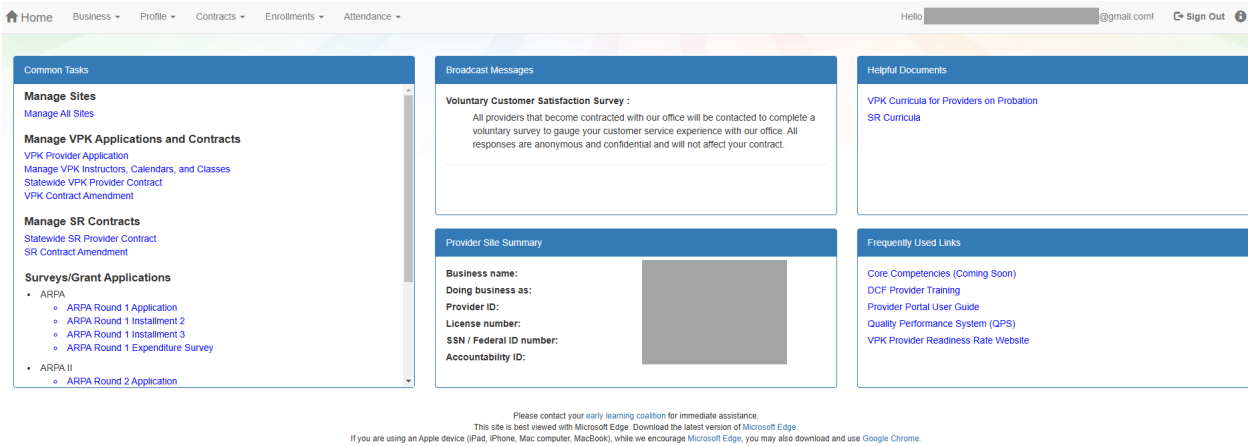 Home Business Profile Contracts Enrollments Attendance Hello @gmail.com! Sign Out
Common Tasks
Manage Sites
Manage All Sites
Manage VPK Applications and Contracts
VPK Provider Application
Manage VPK Instructors, Calendars, and Classes
Statewide VPK Provider Contract
VPK Contract Amendment
Manage SR Contracts
Statewide SR Provider Contract
SR Contract Amendment
Surveys/Grant Applications
• ARPA
ARPA Round 1 Application
ARPA Round 1 Installment 2
ARPA Round 1 Installment 3
ARPA Round 1 Expenditure Survey
• ARPA II
ARPA Round 2 Application
Broadcast Messages
Voluntary Customer Satisfaction Survey :
All providers that become contracted with our office will be contacted to complete a
voluntary survey to gauge your customer service experience with our office. All
responses are anonymous and confidential and will not affect your contract.
Provider Site Summary
Business name:
Doing business as:
Provider ID:
License number:
SSN / Federal ID number:
Accountability ID:
Helpful Documents
VPK Curricula for Providers on Probation
SR Curricula
Frequently Used Links
Core Competencies (Coming Soon)
DCF Provider Training
Provider Portal User Guide
Quality Performance System (QPS)
VPK Provider Readiness Rate Website
Please contact your early learning coalition for immediate assistance.
This site is best viewed with Microsoft Edge. Download the latest version of Microsoft Edge.
If you are using an Apple device (iPad, iPhone, Mac computer, MacBook), while we encourage Microsoft Edge, you may also download and use Google Chrome.